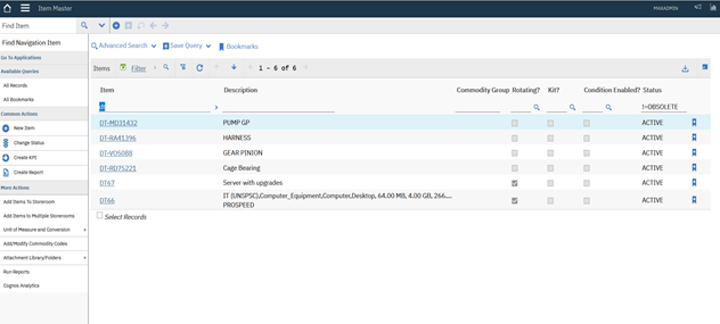 Item Master
MAXADMIN
Find Item
Find Navigation Item
Go To Applications
Available Queries
All Records
All Bookmarks
Common Actions
New Item
Change Status
Create KPI
Create Report
More Actions
Add Items To Storeroom
Add Items to Multiple Storerooms
Unit of Measure and Conversion
Add/Modify Commodity Codes
Attachment Library/Folders
Run Reports
Cognos Analytics
Advanced Search Save Query Bookmarks
Items Filter 1 - 6 of 6
Item Description Commodity Group Rotating? Kit? Condition Enabled? Status
dt !=OBSOLETE
DT-MD31432 PUMP GP ACTIVE
DT-RA41396 HARNESS ACTIVE
DT-VO5088 GEAR PINION ACTIVE
DT-RD75221 Cage Bearing ACTIVE
DT67 Server with upgrades ACTIVE
DT66 IT (UNSPSC),Computer_Equipment,Computer,Desktop, 64.00 MB, 4.00 GB, 266.... PROSPEED ACTIVE
Select Records